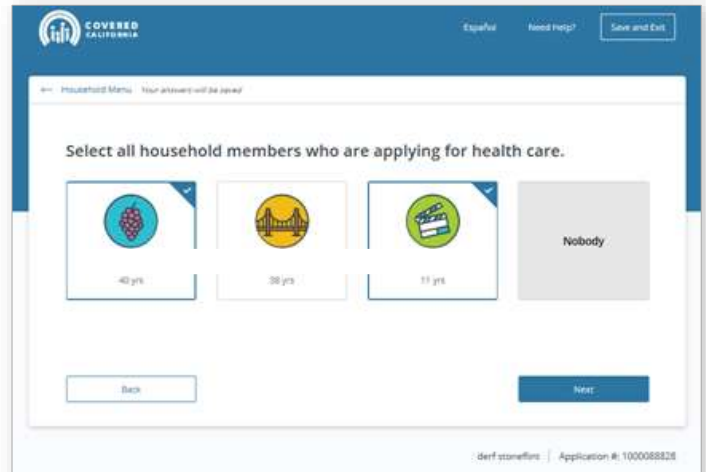 COVERED
CALIFORNIA
Español Need Help? Save and Exit
Household Menu Your answers will be saved
Select all household members who are applying for health care.
Nobody
40 yrs 38 yrs 11 yrs
Back Next
derf stoneflint | Application #: 1000088828